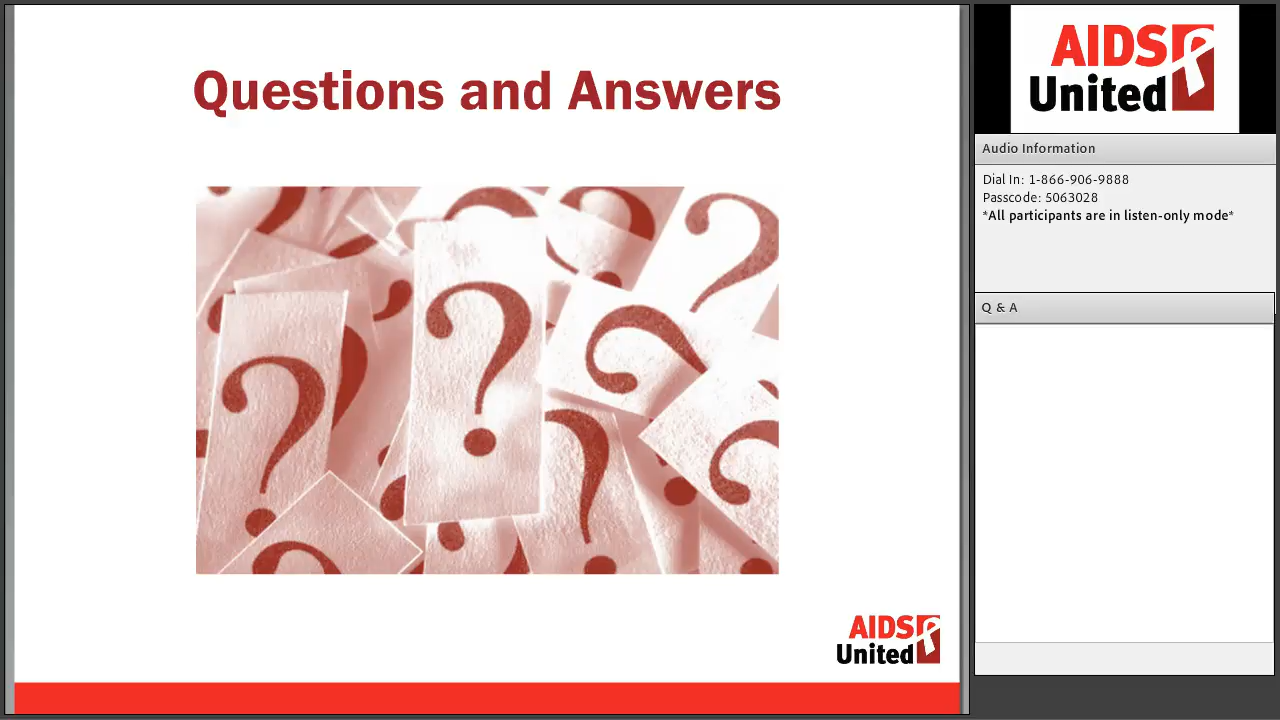 Questions and Answers
AIDS
United
AIDS
United
Audio Information
Dial In: 1-866-906-9888
Passcode: 5063028
*All participants are in listen-only mode*
Q & A
? ? ? ? ? ? ? ? ? ?